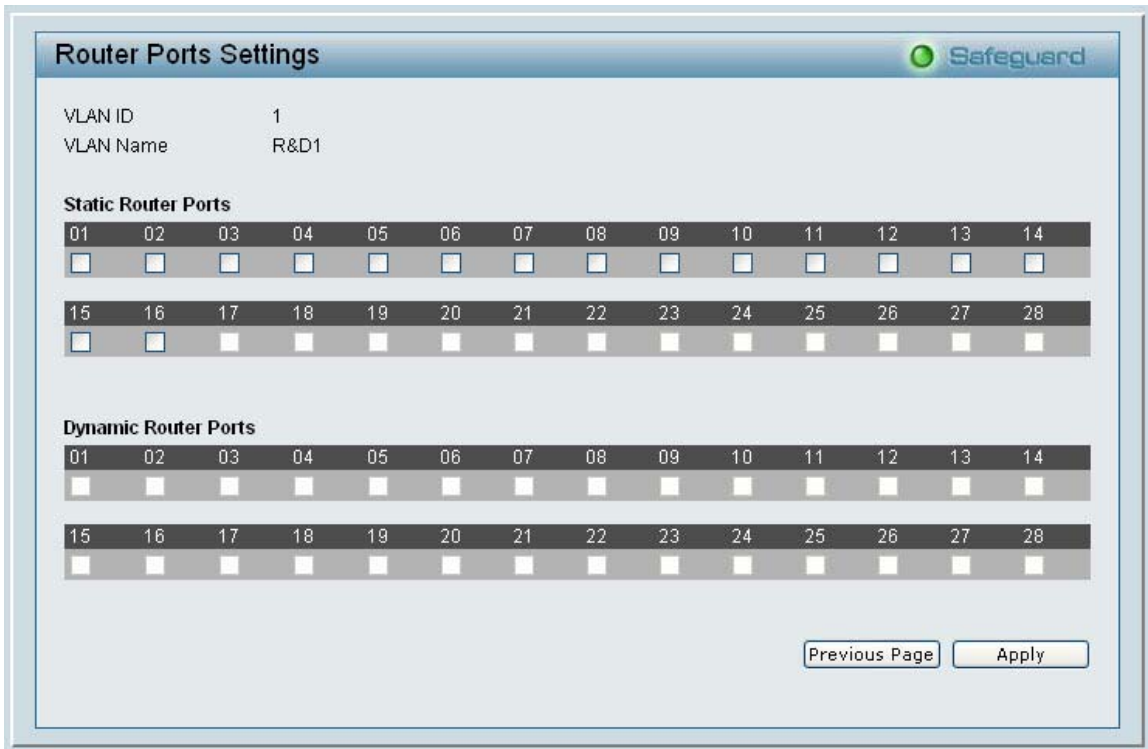 Router Ports Settings Safeguard
VLAN ID 1
VLAN Name R&D1
Static Router Ports
01 02 03 04 05 06 07 08 09 10 11 12 13 14
15 16 17 18 19 20 21 22 23 24 25 26 27 28
Dynamic Router Ports
01 02 03 04 05 06 07 08 09 10 11 12 13 14
15 16 17 18 19 20 21 22 23 24 25 26 27 28
Previous Page Apply